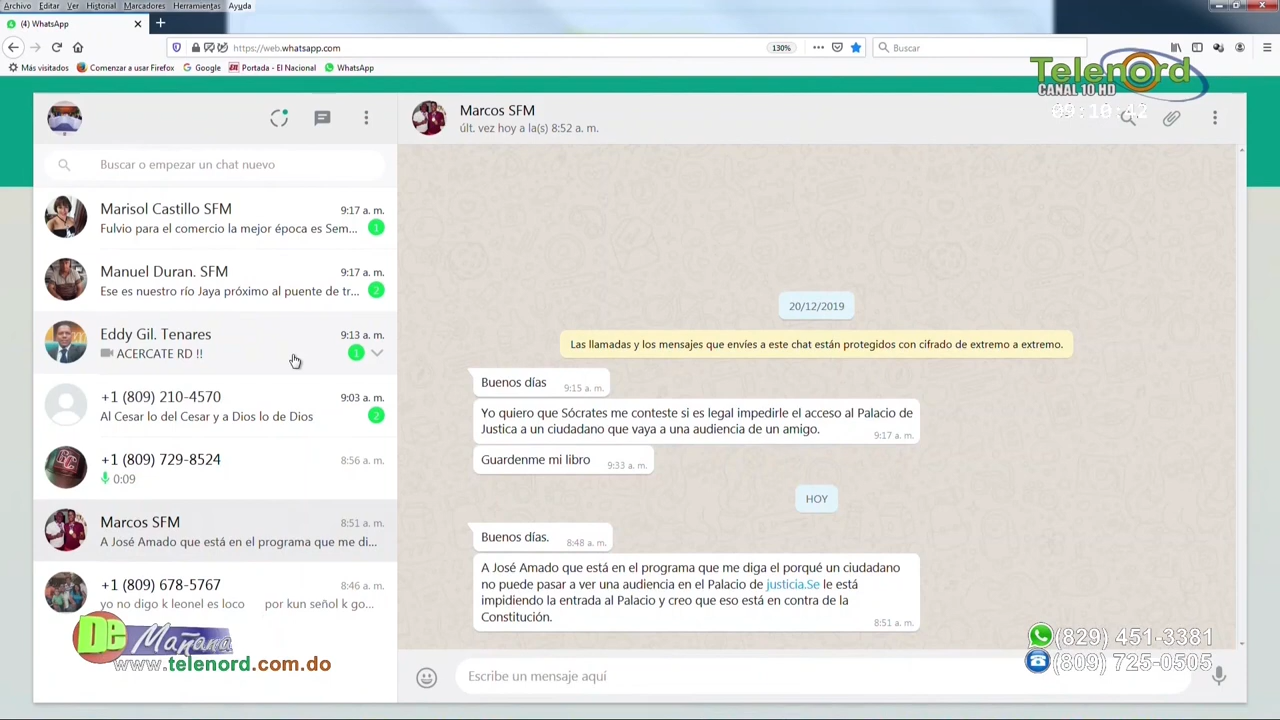 Archivo Editar Ver Historial Marcadores Herramientas Ayuda
(4) WhatsApp
https://web.whatsapp.com
130%
Buscar
Más visitados Comenzar a usar Firefox Google Portada - El Nacional WhatsApp
Telenord
CANAL 10 HD
09:10:42
Marcos SFM
últ. vez hoy a la(s) 8:52 a. m.
Buscar o empezar un chat nuevo
Marisol Castillo SFM 9:17 a. m.
Fulvio para el comercio la mejor época es Sem... 1
Manuel Duran. SFM 9:17 a. m.
Ese es nuestro río Jaya próximo al puente de tr... 2
Eddy Gil. Tenares 9:13 a. m.
ACERCATE RD !! 1
+1 (809) 210-4570 9:03 a. m.
Al Cesar lo del Cesar y a Dios lo de Dios 2
+1 (809) 729-8524 8:56 a. m.
0:09
Marcos SFM 8:51 a. m.
A José Amado que está en el programa que me di...
+1 (809) 678-5767 8:46 a. m.
yo no digo k leonel es loco por kun señol k go...
De Mañana
www.telenord.com.do
20/12/2019
Las llamadas y los mensajes que envíes a este chat están protegidos con cifrado de extremo a extremo.
Buenos días 9:15 a. m.
Yo quiero que Sócrates me conteste si es legal impedirle el acceso al Palacio de
Justica a un ciudadano que vaya a una audiencia de un amigo. 9:17 a. m.
Guardenme mi libro 9:33 a. m.
HOY
Buenos días. 8:48 a. m.
A José Amado que está en el programa que me diga el porqué un ciudadano
no puede pasar a ver una audiencia en el Palacio de justicia.Se le está
impidiendo la entrada al Palacio y creo que eso está en contra de la
Constitución. 8:51 a. m.
(829) 451-3381
(809) 725-0505
Escribe un mensaje aquí